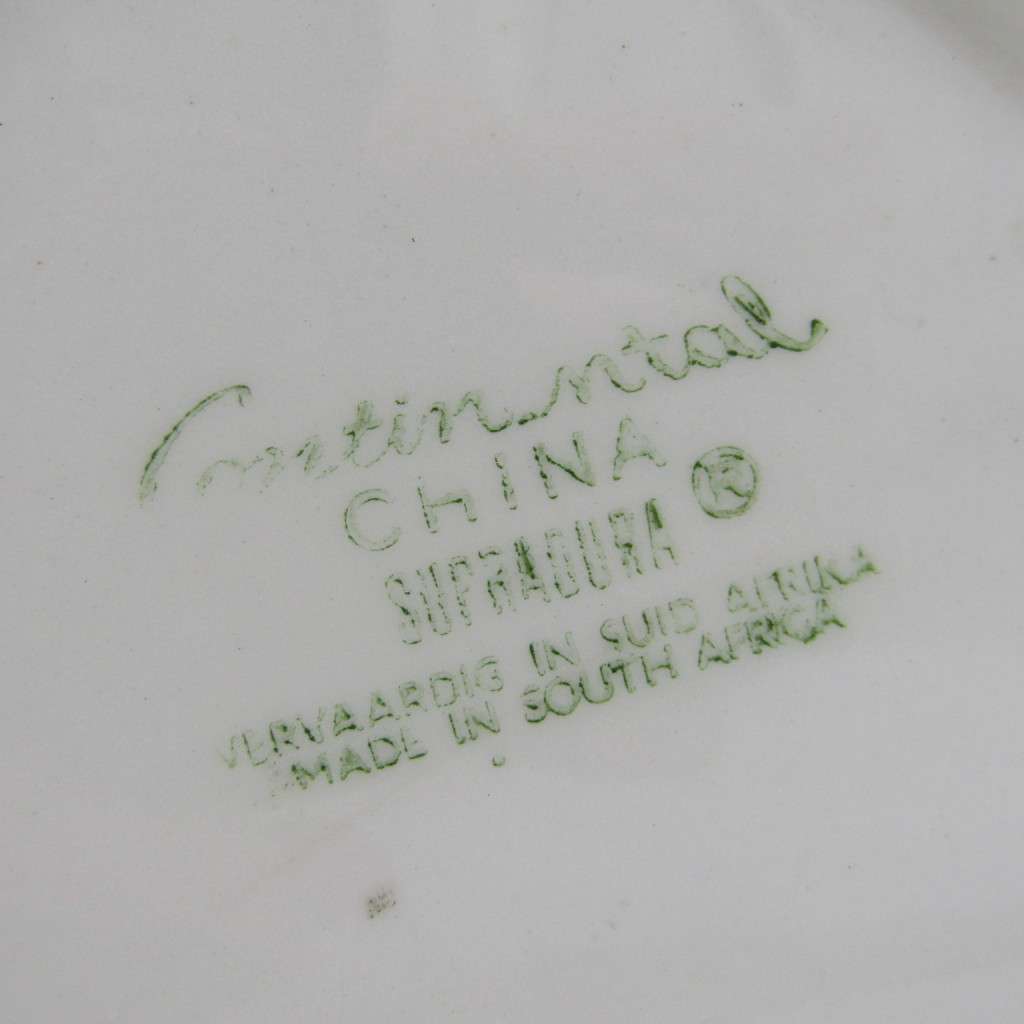 Continental
CHINA
SUPRADURA ®
VERVAARDIG IN SUID AFRIKA
MADE IN SOUTH AFRICA